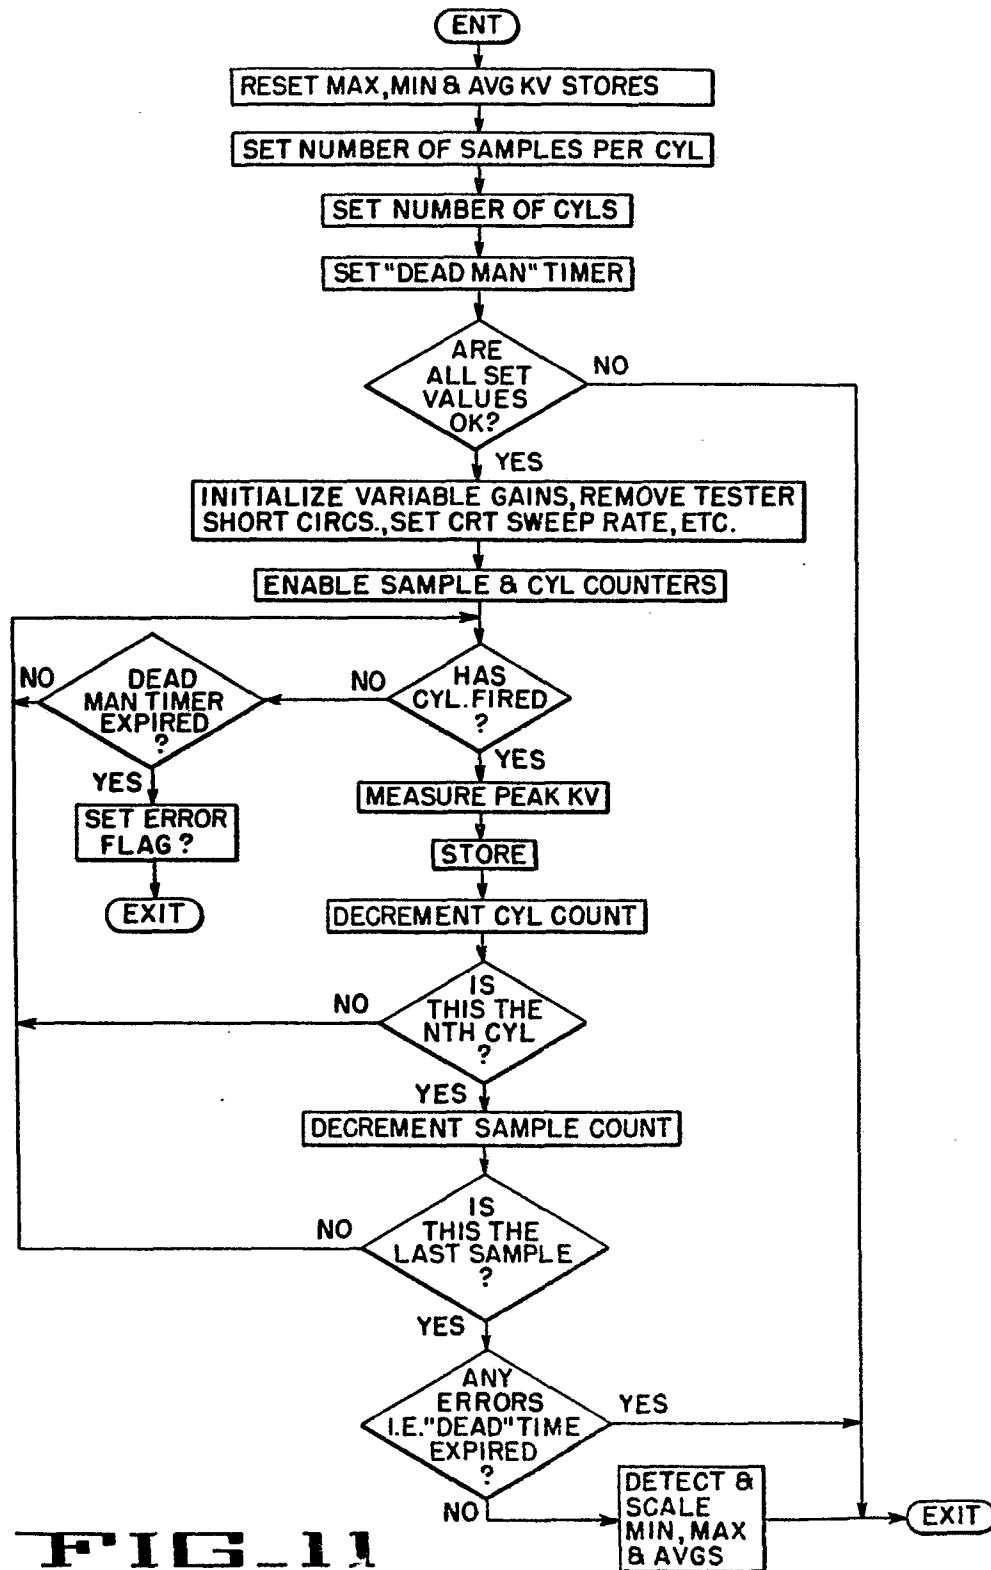 ENT
RESET MAX, MIN & AVG KV STORES
SET NUMBER OF SAMPLES PER CYL
SET NUMBER OF CYLS
SET "DEAD MAN" TIMER
ARE
ALL SET
VALUES
OK?
NO
YES
INITIALIZE VARIABLE GAINS, REMOVE TESTER
SHORT CIRCS., SET CRT SWEEP RATE, ETC.
ENABLE SAMPLE & CYL COUNTERS
HAS
CYL. FIRED
?
NO
DEAD
MAN TIMER
EXPIRED
?
NO
YES
SET ERROR
FLAG ?
EXIT
YES
MEASURE PEAK KV
STORE
DECREMENT CYL COUNT
IS
THIS THE
NTH CYL
?
NO
YES
DECREMENT SAMPLE COUNT
IS
THIS THE
LAST SAMPLE
?
NO
YES
ANY
ERRORS
I.E. "DEAD" TIME
EXPIRED
?
YES
NO
DETECT &
SCALE
MIN, MAX
& AVGS
EXIT
FIG_11